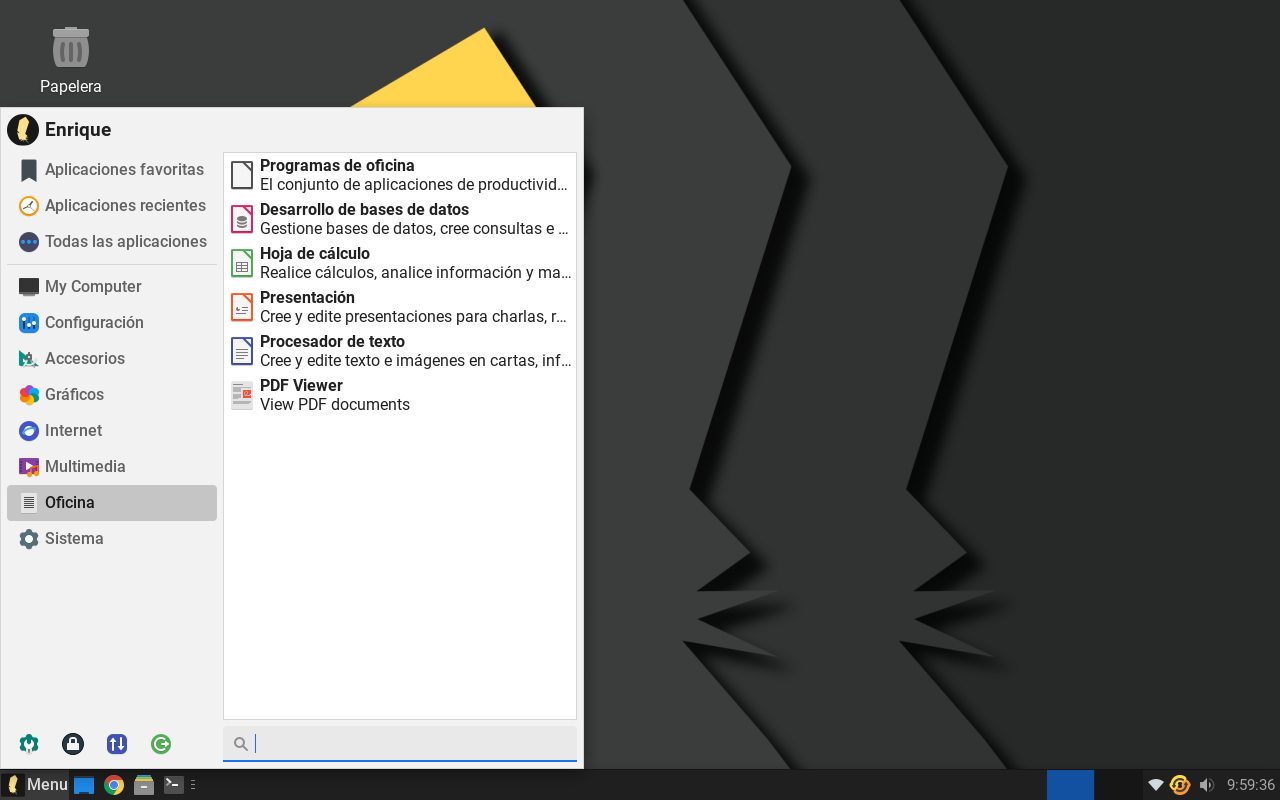 Papelera
Enrique
Aplicaciones favoritas
Aplicaciones recientes
Todas las aplicaciones
My Computer
Configuración
Accesorios
Gráficos
Internet
Multimedia
Oficina
Sistema
Programas de oficina
El conjunto de aplicaciones de productivid...
Desarrollo de bases de datos
Gestione bases de datos, cree consultas e ...
Hoja de cálculo
Realice cálculos, analice información y ma...
Presentación
Cree y edite presentaciones para charlas, r...
Procesador de texto
Cree y edite texto e imágenes en cartas, inf...
PDF Viewer
View PDF documents
Menu
9:59:36